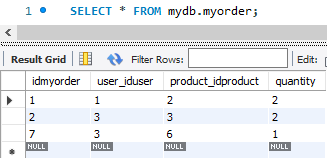 1 SELECT * FROM mydb.myorder;
Result Grid Filter Rows: Edit:
idmyorder user_iduser product_idproduct quantity
1 1 2 2
2 3 3 2
7 3 6 1
NULL NULL NULL NULL